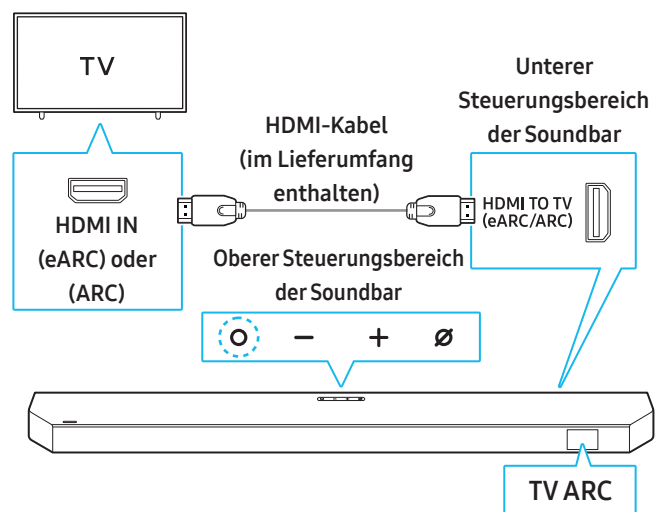 TV
HDMI IN
(eARC) oder
(ARC)
HDMI-Kabel
(im Lieferumfang
enthalten)
Unterer
Steuerungsbereich
der Soundbar
HDMI TO TV
(eARC/ARC)
Oberer Steuerungsbereich
der Soundbar
TV ARC